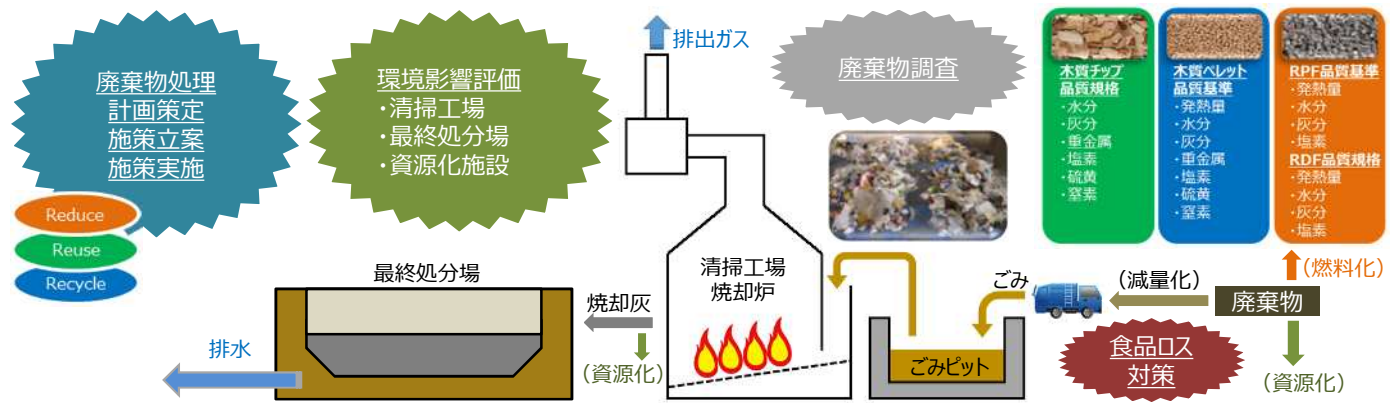 廃棄物処理
計画策定
施策立案
施策実施
Reduce
Reuse
Recycle
環境影響評価
・清掃工場
・最終処分場
・資源化施設
排出ガス
廃棄物調査
木質チップ
品質規格
・水分
・灰分
・重金属
・塩素
・硫黄
・窒素
木質ペレット
品質基準
・発熱量
・水分
・灰分
・重金属
・塩素
・硫黄
・窒素
RPF品質基準
・発熱量
・水分
・灰分
・塩素
RDF品質規格
・発熱量
・水分
・灰分
・塩素
最終処分場
排水
焼却灰
(資源化)
清掃工場
焼却炉
ごみピット
ごみ
(減量化)
廃棄物
(燃料化)
(資源化)
食品ロス
対策